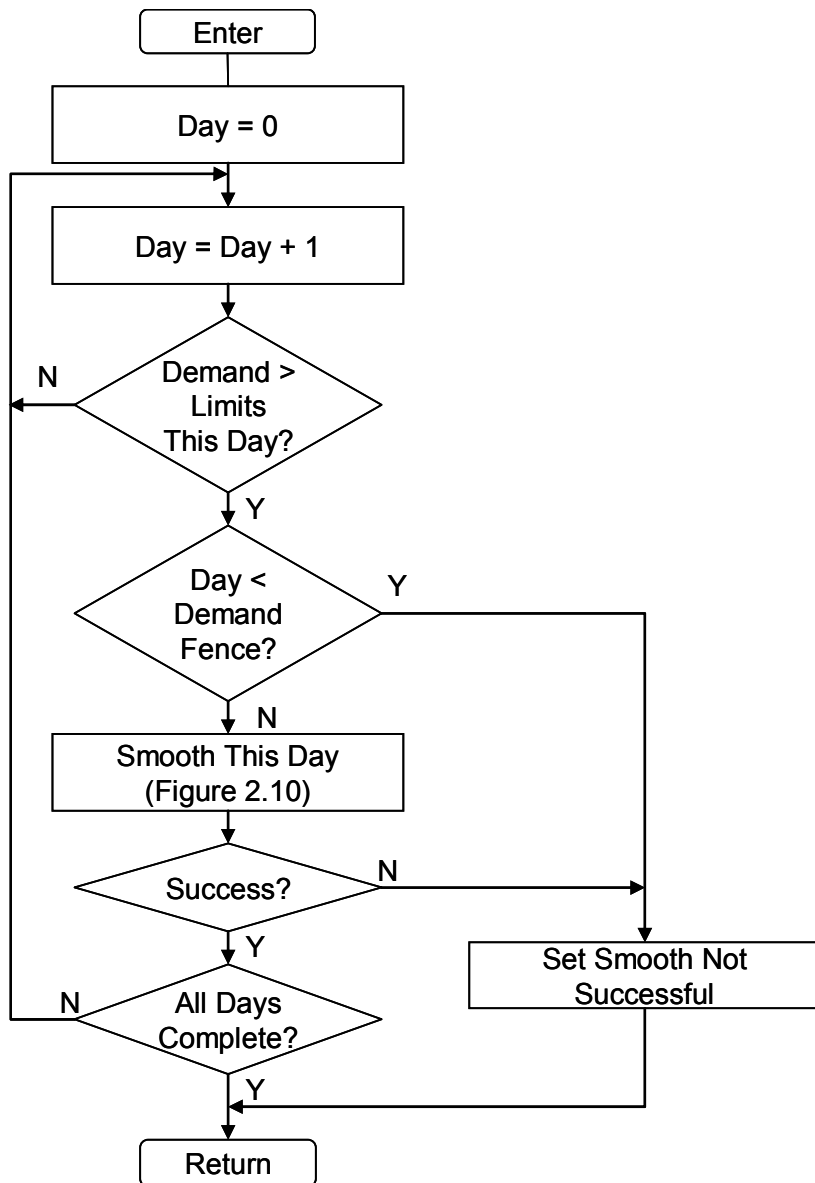 Enter
Day = 0
Day = Day + 1
N
Demand >
Limits
This Day?
Y
Day <
Demand
Fence?
Y
N
Smooth This Day
(Figure 2.10)
Success?
N
Y
Set Smooth Not
Successful
N
All Days
Complete?
Y
Return